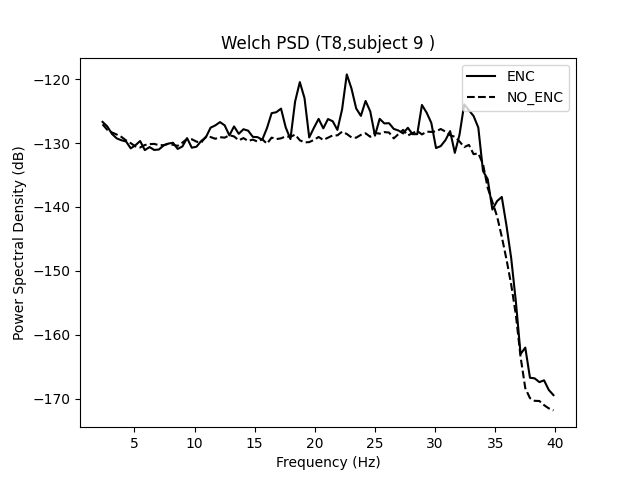 Welch PSD (T8,subject 9 )
ENC
NO_ENC
Power Spectral Density (dB)
−120
−130
−140
−150
−160
−170
5 10 15 20 25 30 35 40
Frequency (Hz)